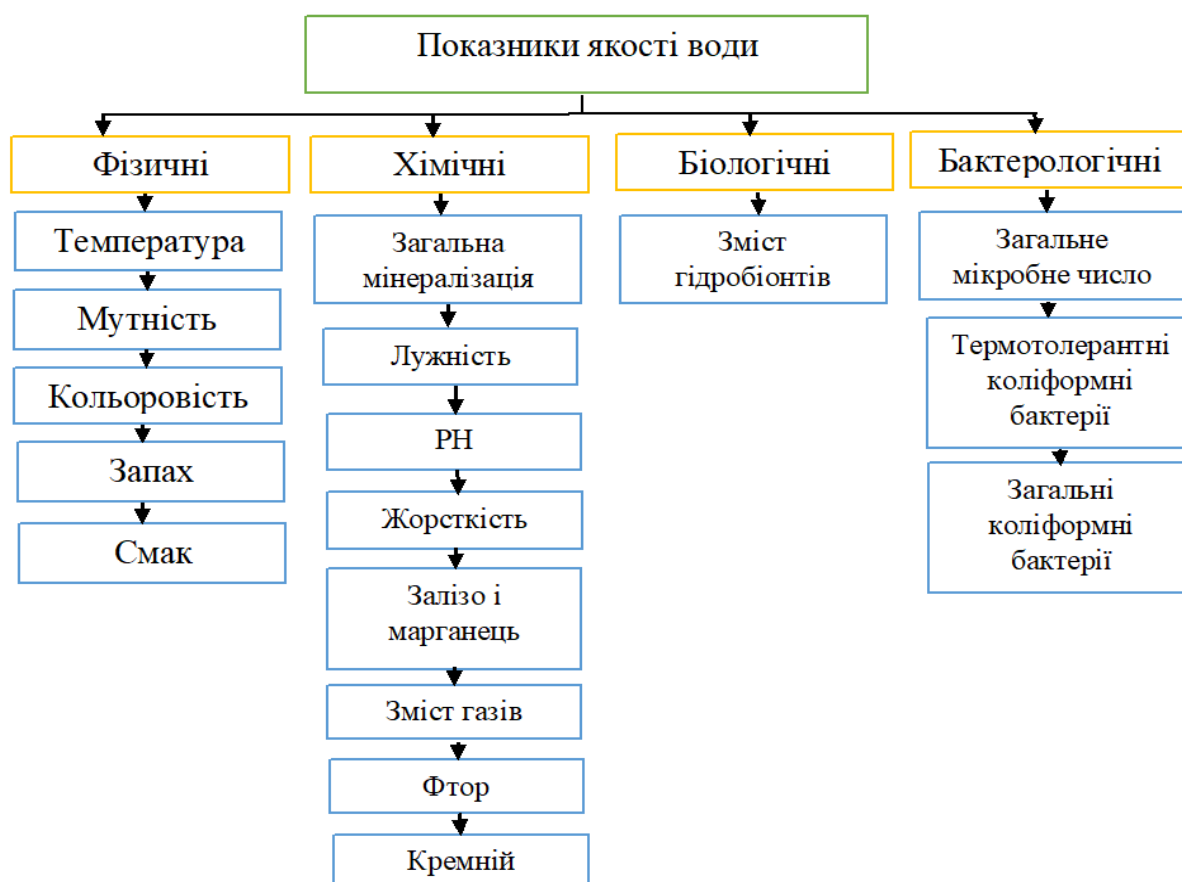 Показники якості води
Фізичні
Температура
Мутність
Кольоровість
Запах
Смак
Хімічні
Загальна
мінералізація
Лужність
РН
Жорсткість
Залізо і
марганець
Зміст газів
Фтор
Кремній
Біологічні
Зміст
гідробіонтів
Бактерологічні
Загальне
мікробне число
Термотолерантні
коліформні
бактерії
Загальні
коліформні
бактерії